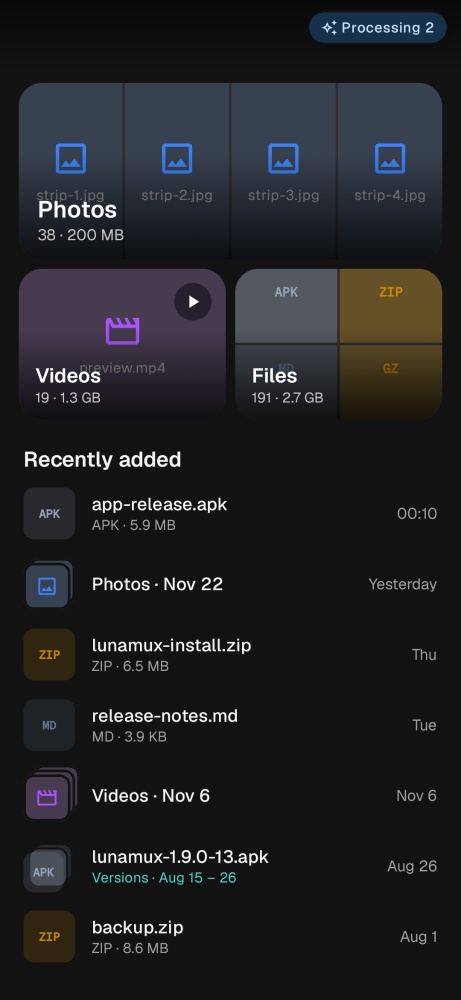 Processing 2
strip-1.jpg
strip-2.jpg
strip-3.jpg
strip-4.jpg
Photos
38 · 200 MB
preview.mp4
Videos
19 · 1.3 GB
APK
ZIP
MD
GZ
Files
191 · 2.7 GB
Recently added
APK
app-release.apk
APK · 5.9 MB
00:10
Photos · Nov 22
Yesterday
ZIP
lunamux-install.zip
ZIP · 6.5 MB
Thu
MD
release-notes.md
MD · 3.9 KB
Tue
Videos · Nov 6
Nov 6
APK
lunamux-1.9.0-13.apk
Versions · Aug 15 – 26
Aug 26
ZIP
backup.zip
ZIP · 8.6 MB
Aug 1